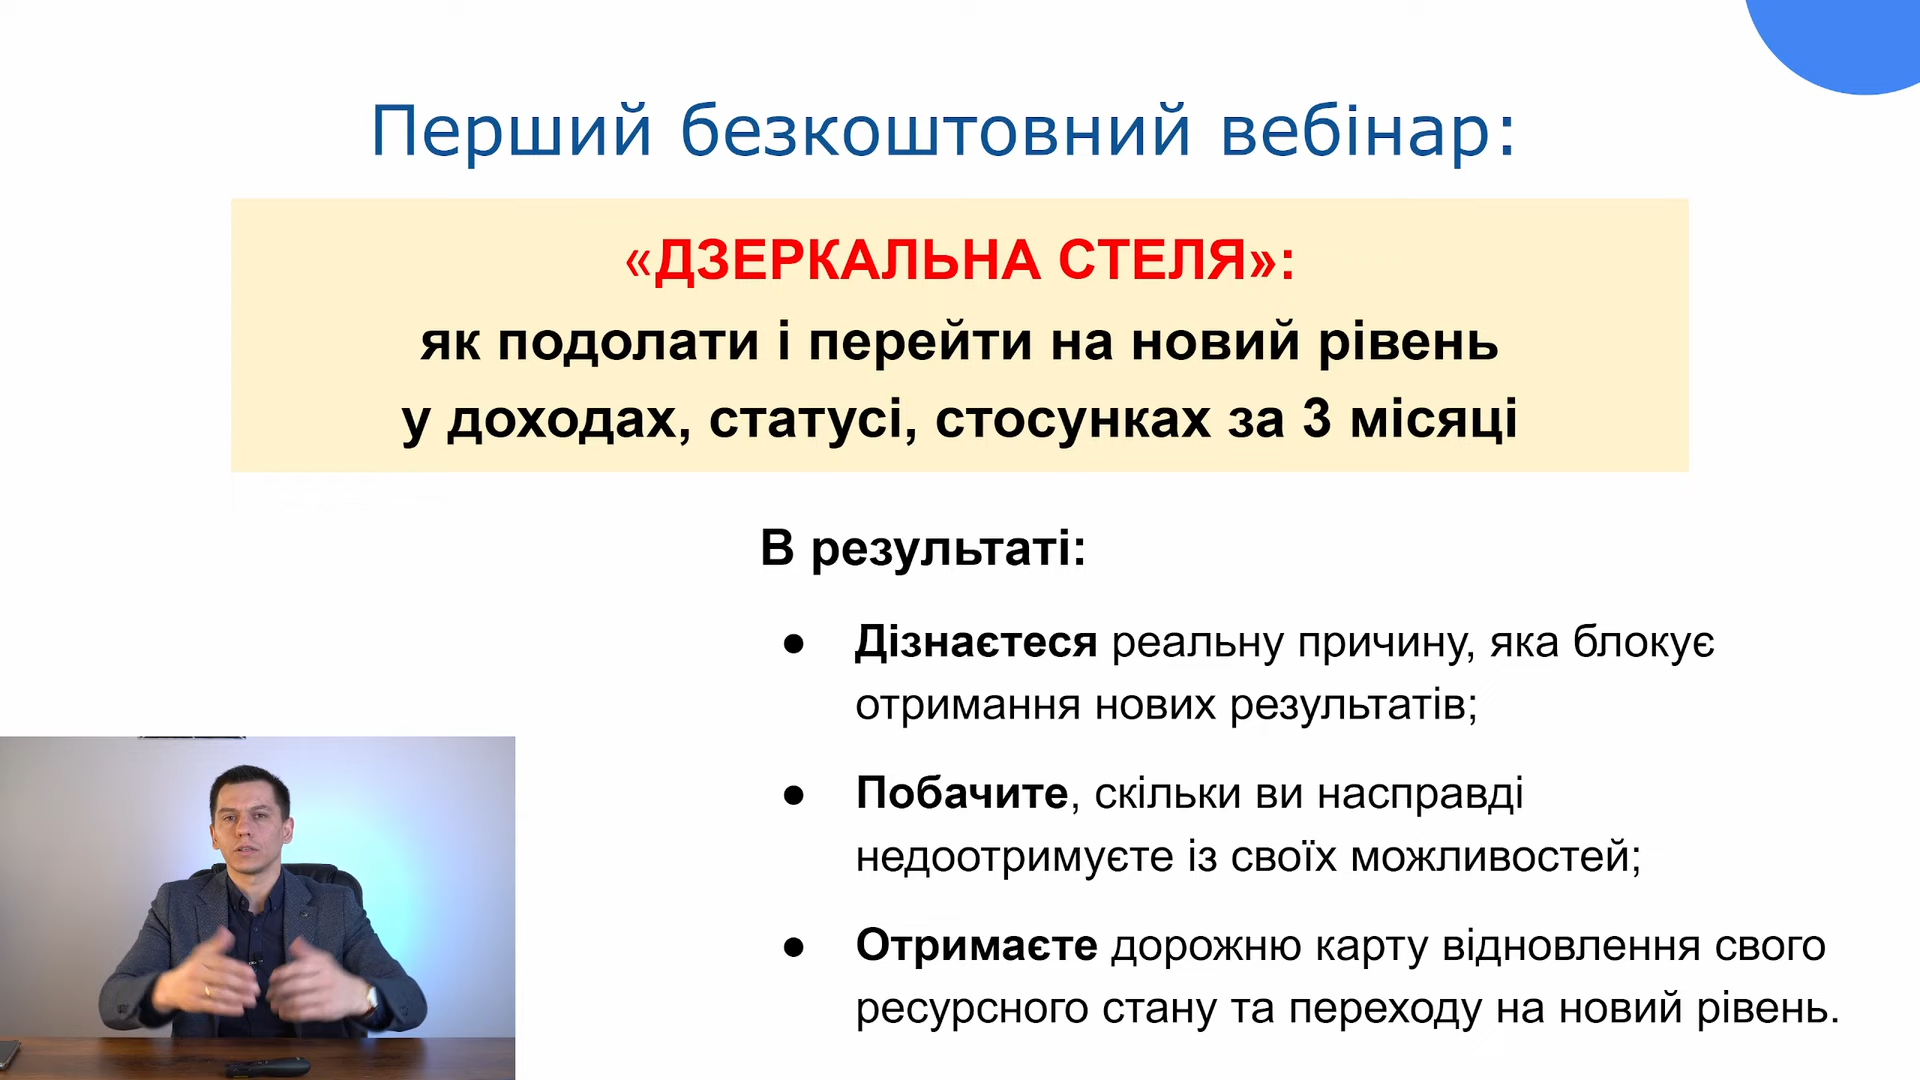 Перший безкоштовний вебінар:
«ДЗЕРКАЛЬНА СТЕЛЯ»:
як подолати і перейти на новий рівень
у доходах, статусі, стосунках за 3 місяці
В результаті:
● Дізнаєтеся реальну причину, яка блокує
отримання нових результатів;
● Побачите, скільки ви насправді
недоотримуєте із своїх можливостей;
● Отримаєте дорожню карту відновлення свого
ресурсного стану та переходу на новий рівень.